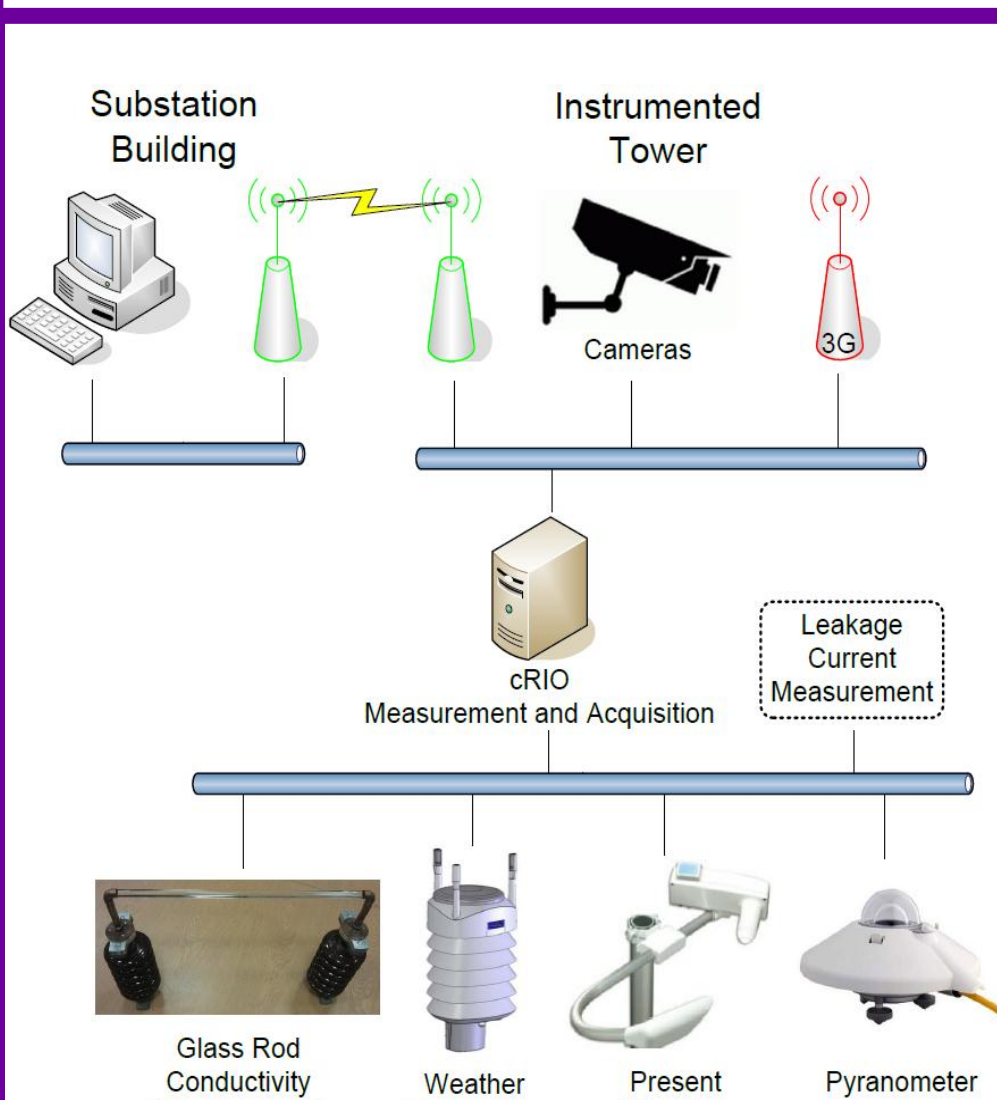 Substation
Building
Instrumented
Tower
Cameras
3G
cRIO
Measurement and Acquisition
Leakage
Current
Measurement
Glass Rod
Conductivity
Weather
Present
Pyranometer